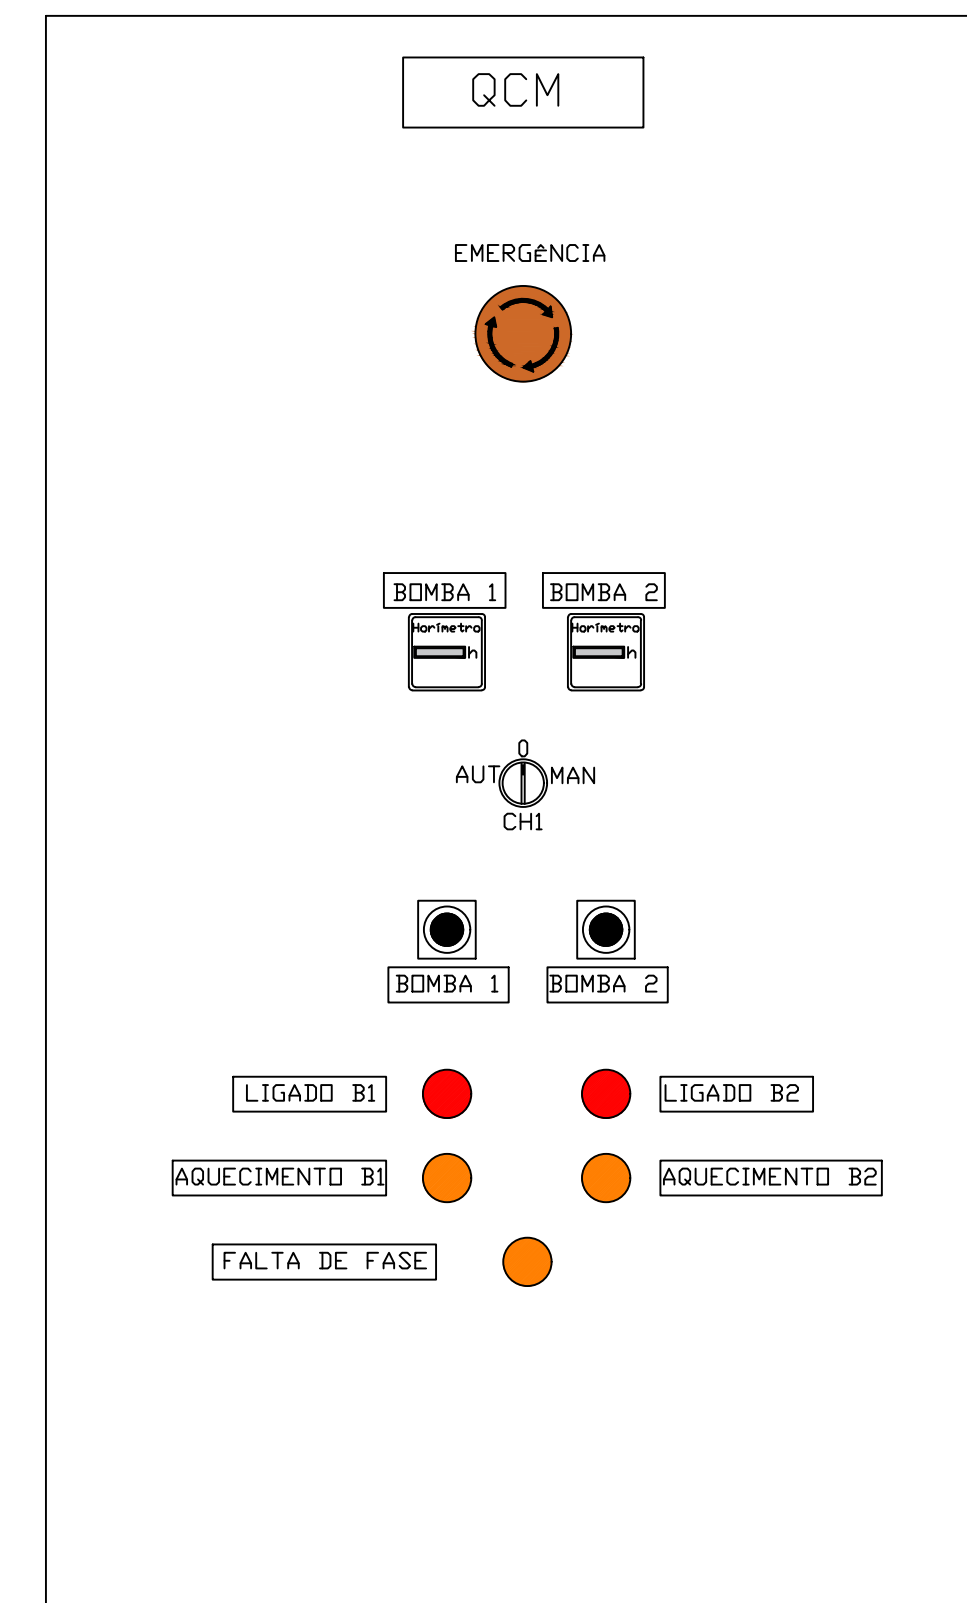 QCM
EMERGÊNCIA
BOMBA 1 BOMBA 2
Horímetro Horímetro
h h
0
AUT MAN
CH1
BOMBA 1 BOMBA 2
LIGADO B1 LIGADO B2
AQUECIMENTO B1 AQUECIMENTO B2
FALTA DE FASE